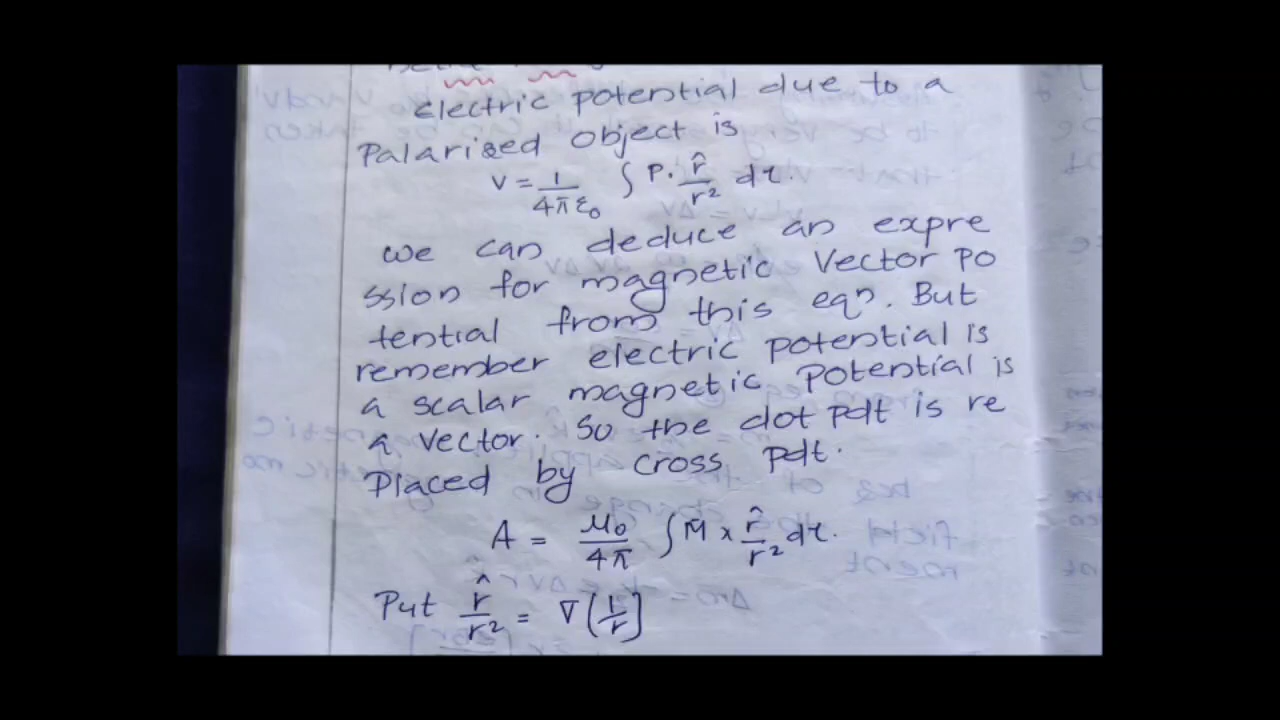 Electric potential due to a
Palarized object is
V = 1/4πε₀ ∫ P. r̂/r² dτ.
we can deduce an expre
ssion for magnetic Vector Po
tential from this eqn. But
remember electric potential is
a scalar magnetic Potential is
a vector. So the dot pdt is re
placed by cross pdt.
A = μ₀/4π ∫ M × r̂/r² dτ.
Put r̂/r² = ∇(1/r)